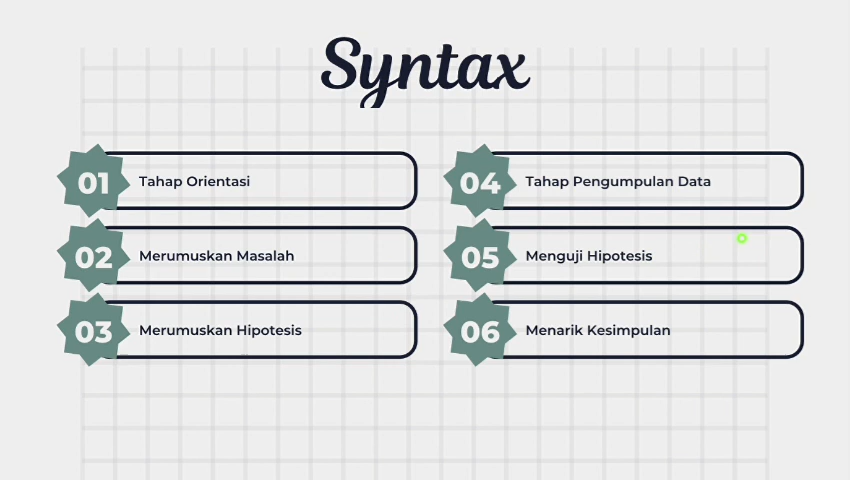 Syntax
01 Tahap Orientasi
02 Merumuskan Masalah
03 Merumuskan Hipotesis
04 Tahap Pengumpulan Data
05 Menguji Hipotesis
06 Menarik Kesimpulan